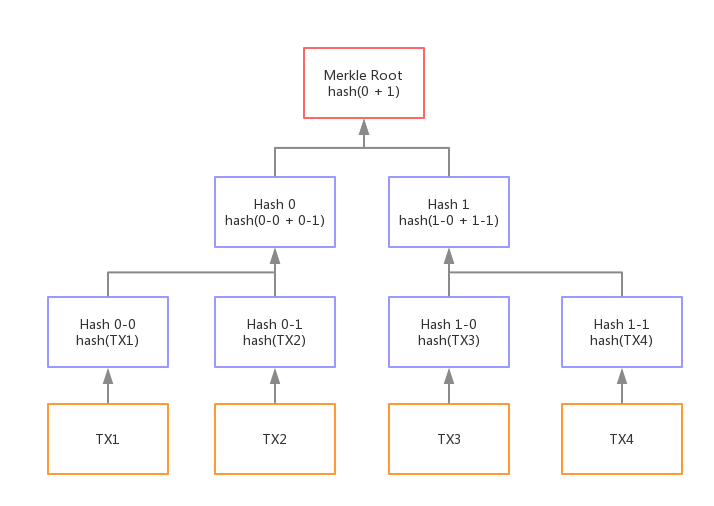 Merkle Root
hash(0 + 1)
Hash 0
hash(0-0 + 0-1)
Hash 1
hash(1-0 + 1-1)
Hash 0-0
hash(TX1)
Hash 0-1
hash(TX2)
Hash 1-0
hash(TX3)
Hash 1-1
hash(TX4)
TX1
TX2
TX3
TX4